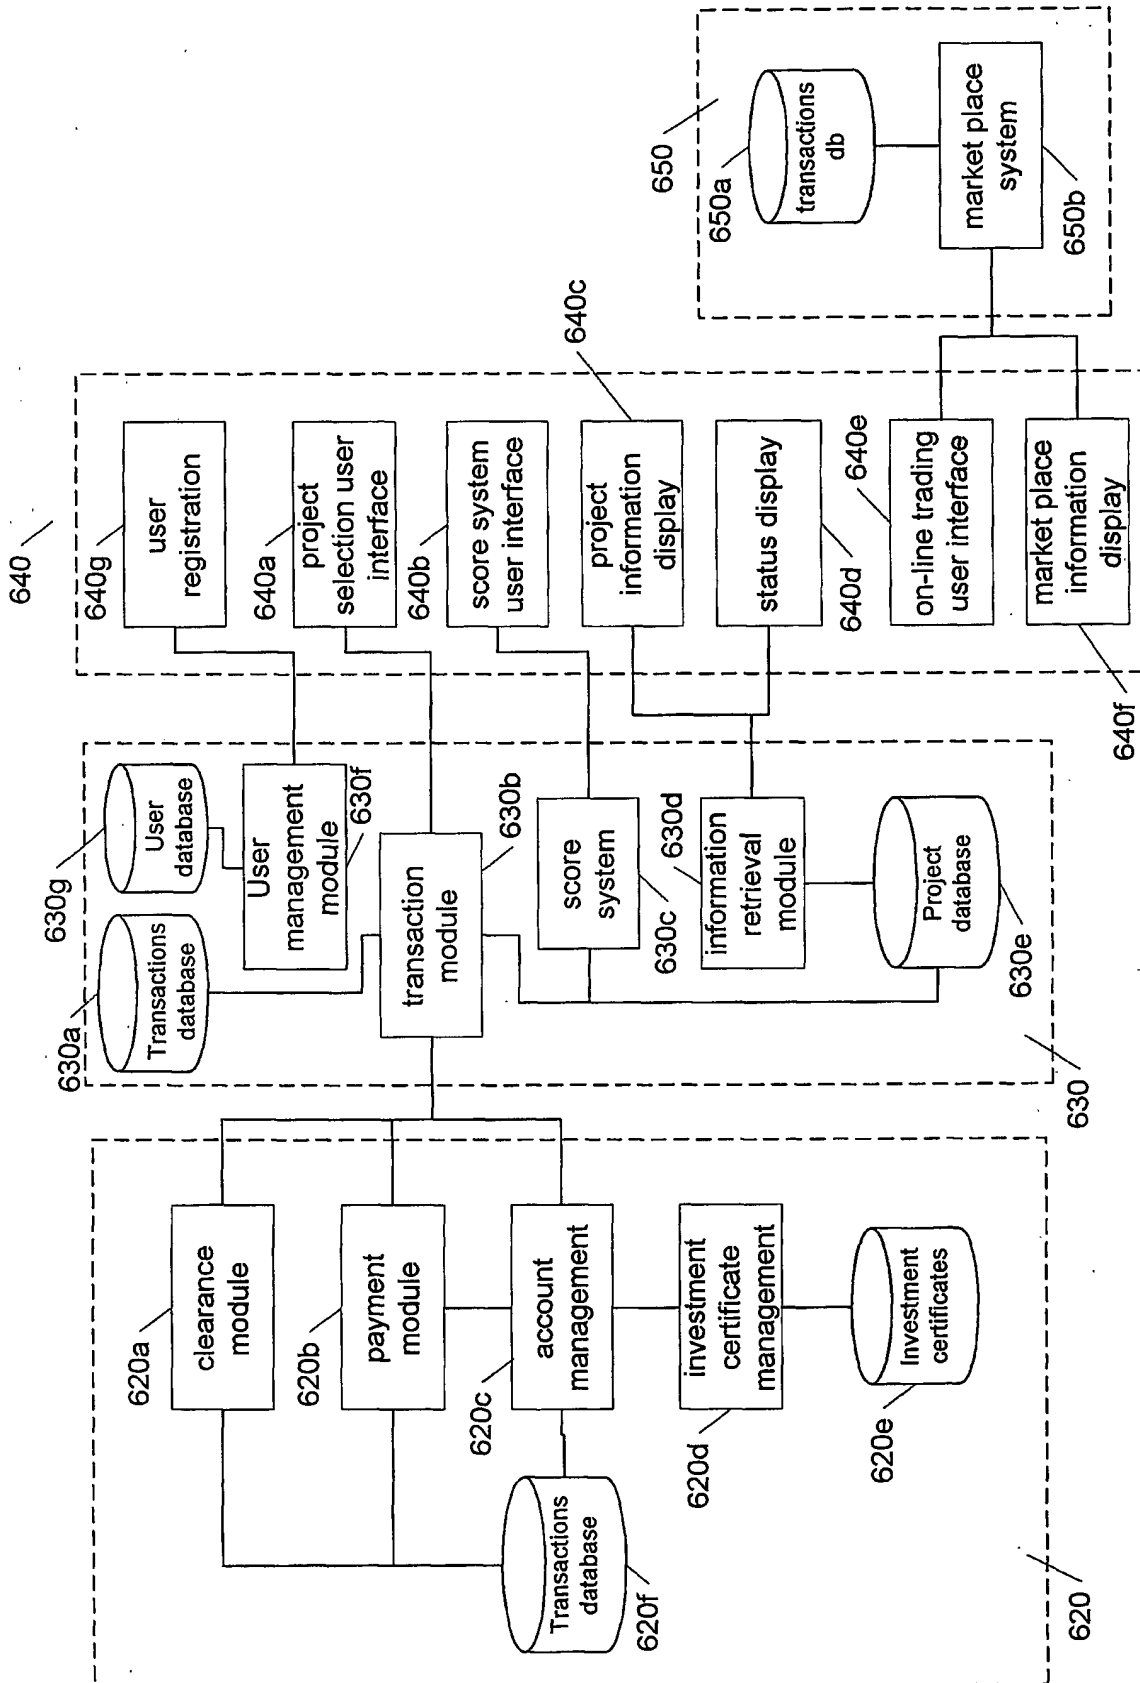 620a
clearance
module
620b
payment
module
620c
account
management
620d
investment
certificate
management
620e
Investment
certificates
Transactions
database
620f
620
630a
Transactions
database
630g
User
database
User
management
module
630f
transaction
module
630b
score
system
630c
630d
information
retrieval
module
Project
database
630e
630
640
640g
user
registration
640a
project
selection user
interface
640b
score system
user interface
640c
project
information
display
status display
640d
640e
on-line trading
user interface
market place
information
display
640f
650
650a
transactions
db
market place
system
650b